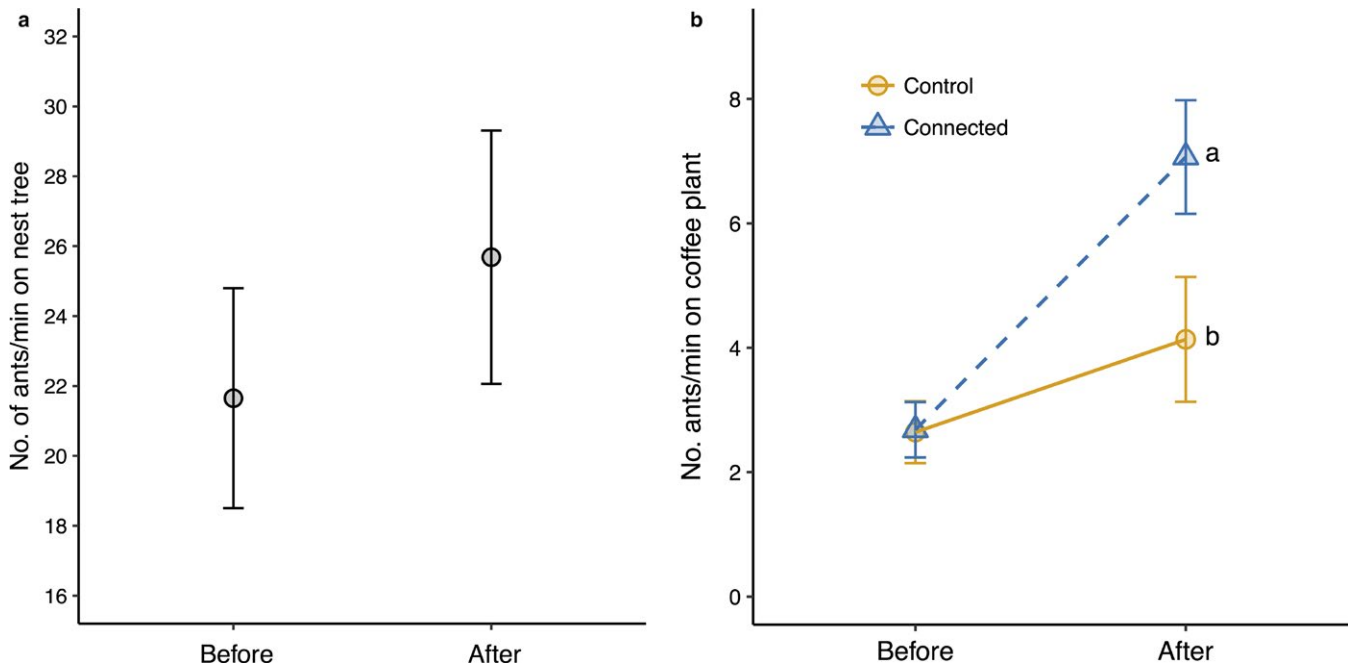 a
No. of ants/min on nest tree
32
30
28
26
24
22
20
18
16
Before
After
b
No. ants/min on coffee plant
8
6
4
2
0
Control
Connected
a
b
Before
After